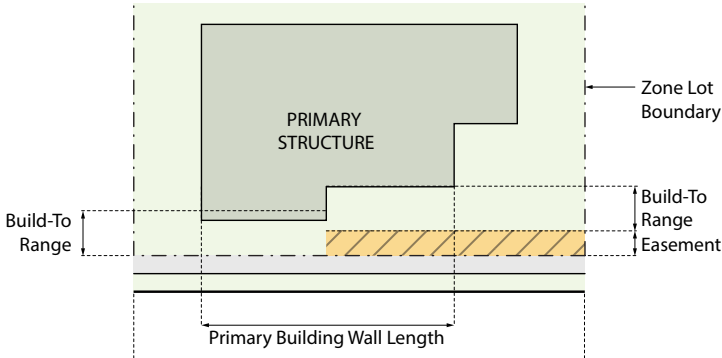 PRIMARY
STRUCTURE
Zone Lot
Boundary
Build-To
Range
Build-To
Range
Easement
Primary Building Wall Length